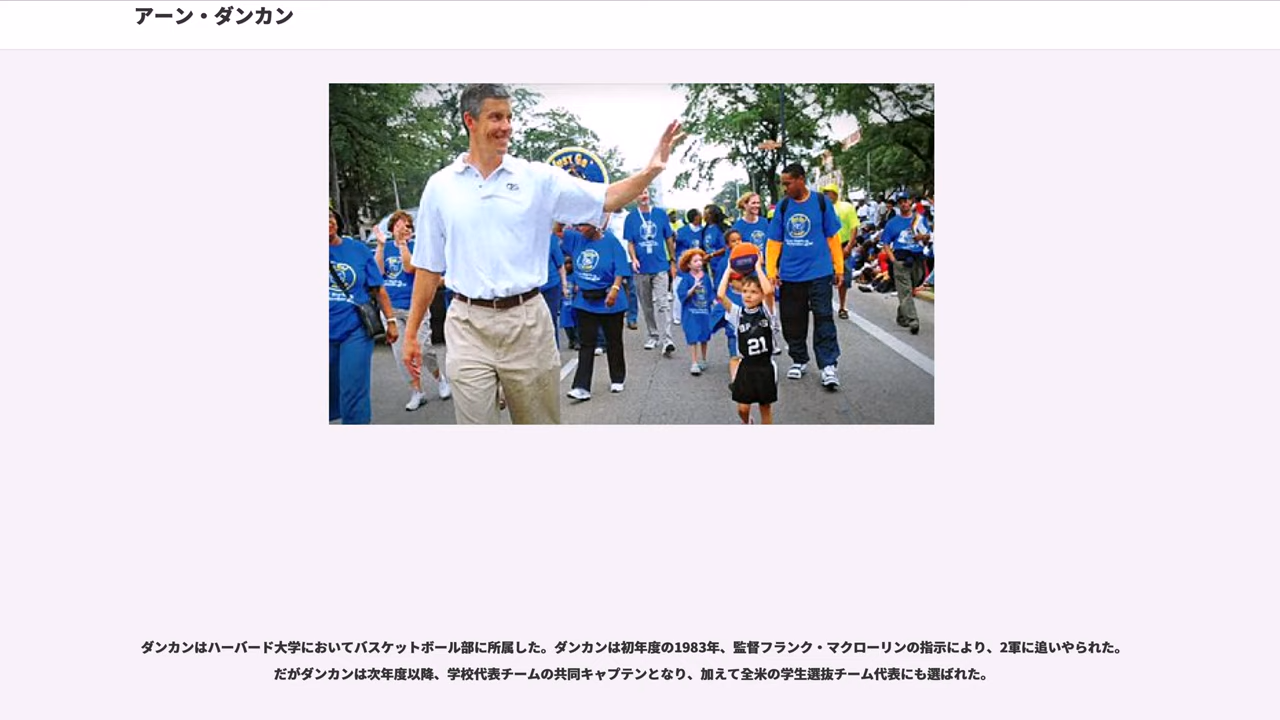 アーン・ダンカン
21
ダンカンはハーバード大学においてバスケットボール部に所属した。ダンカンは初年度の1983年、監督フランク・マクローリンの指示により、2軍に追いやられた。
だがダンカンは次年度以降、学校代表チームの共同キャプテンとなり、加えて全米の学生選抜チーム代表にも選ばれた。